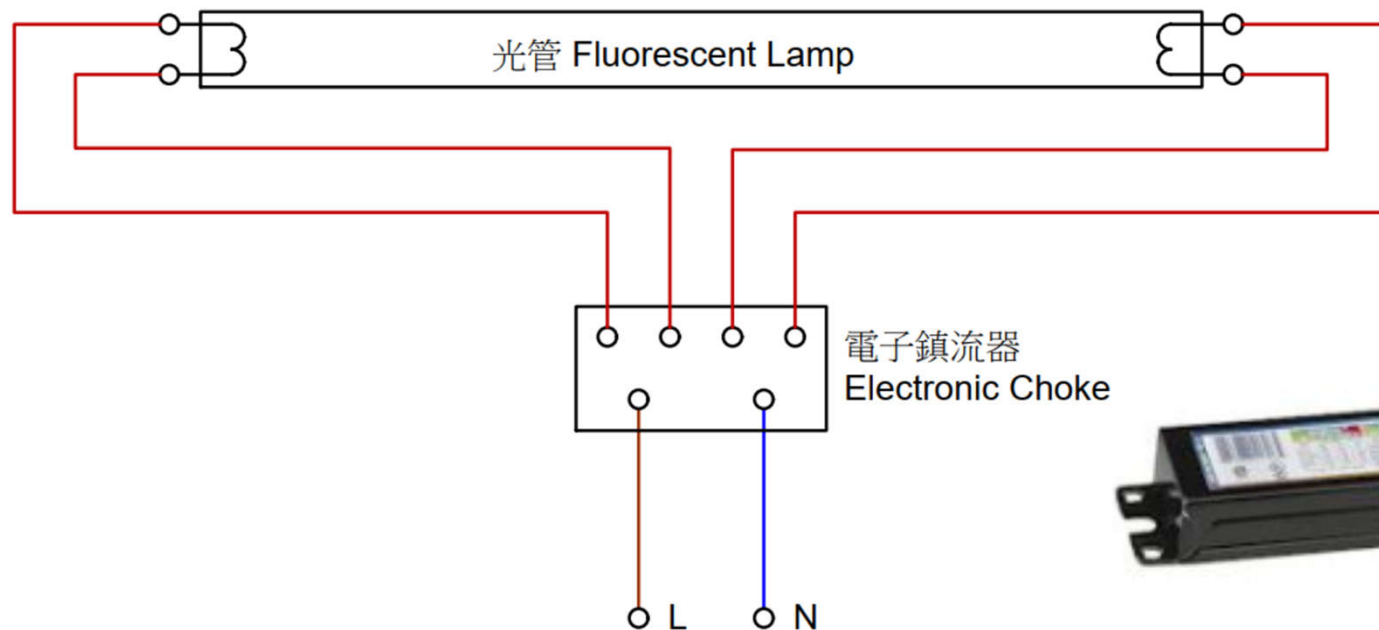 光管 Fluorescent Lamp
電子鎮流器
Electronic Choke
L N